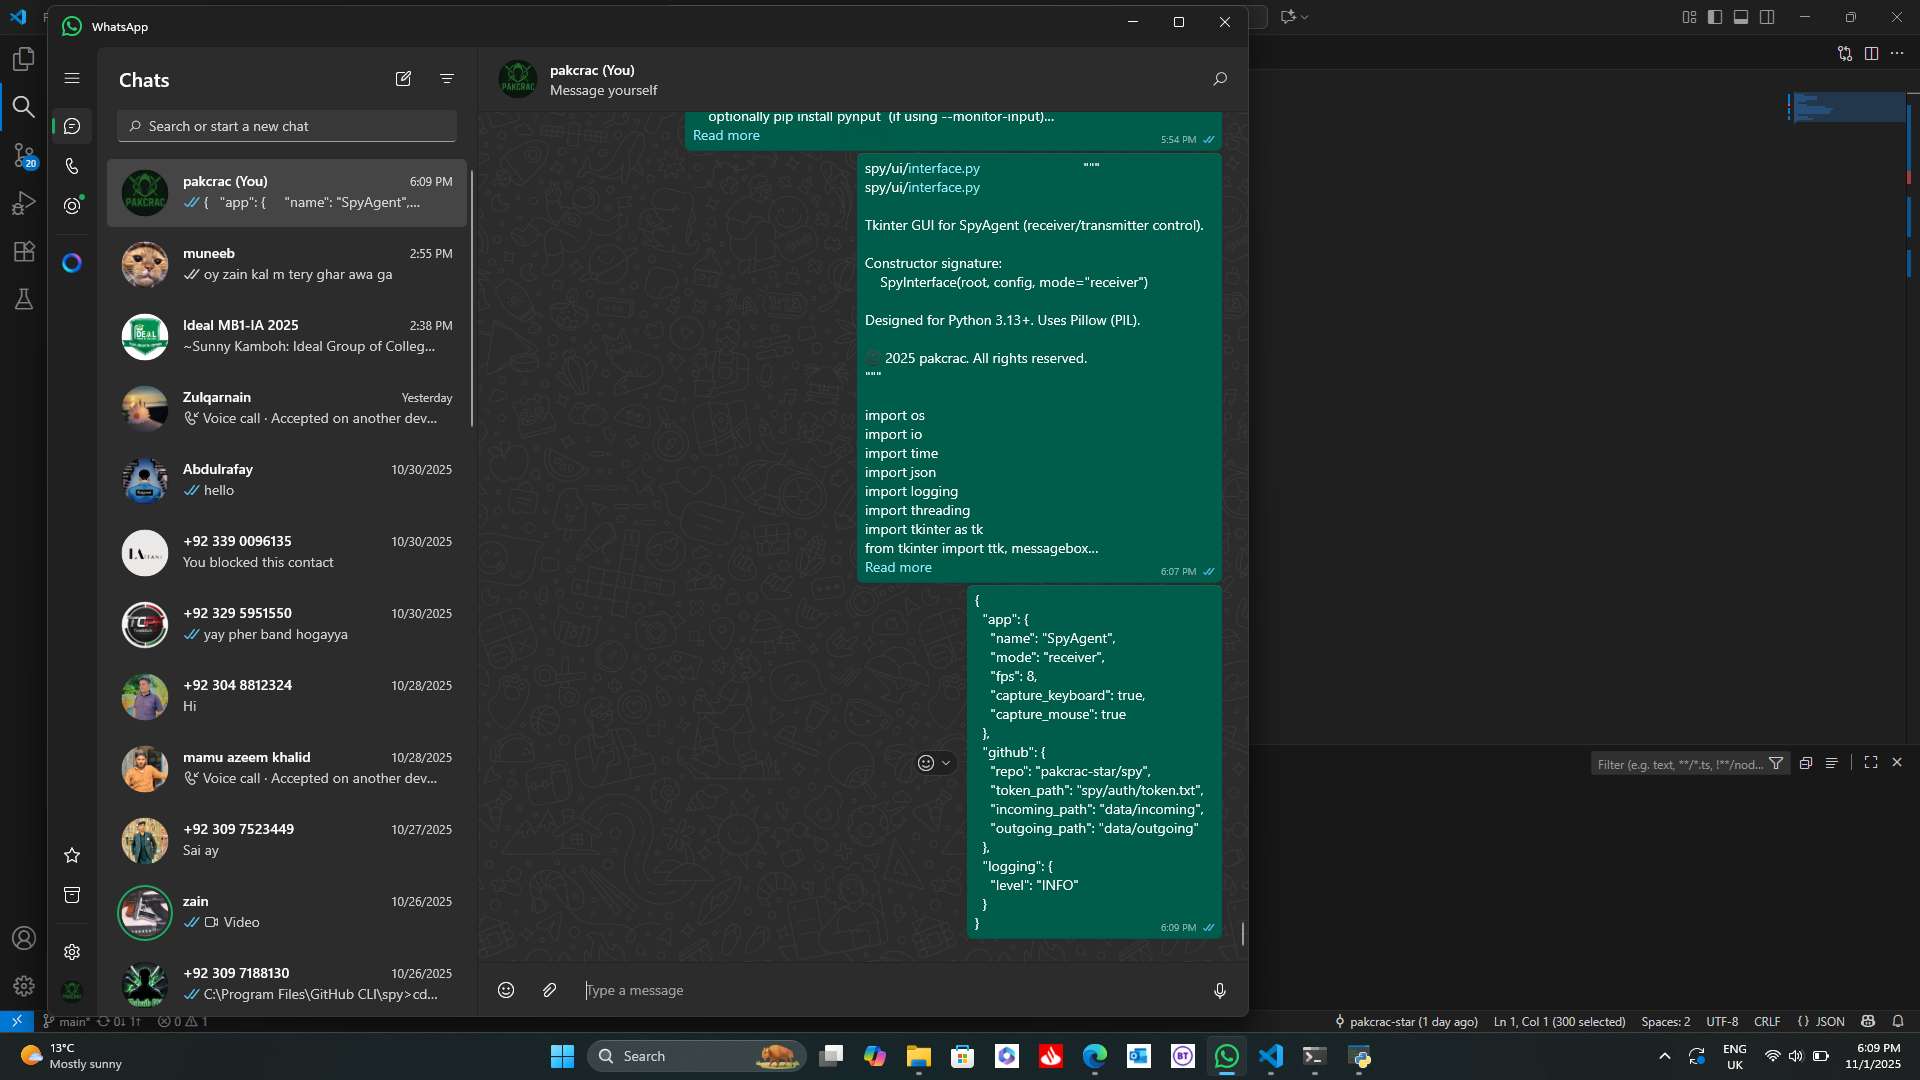 WhatsApp
Chats
Search or start a new chat
pakcrac (You)
6:09 PM
{ "app": { "name": "SpyAgent",...
muneeb
2:55 PM
oy zain kal m tery ghar awa ga
Ideal MB1-IA 2025
2:38 PM
~Sunny Kamboh: Ideal Group of Colleg...
Zulqarnain
Yesterday
Voice call · Accepted on another dev...
Abdulrafay
10/30/2025
hello
+92 339 0096135
10/30/2025
You blocked this contact
+92 329 5951550
10/30/2025
yay pher band hogayya
+92 304 8812324
10/28/2025
Hi
mamu azeem khalid
10/28/2025
Voice call · Accepted on another dev...
+92 309 7523449
10/27/2025
Sai ay
zain
10/26/2025
Video
+92 309 7188130
10/26/2025
C:\Program Files\GitHub CLI\spy>cd...
pakcrac (You)
Message yourself
optionally pip install pynput (if using --monitor-input)...
Read more
5:54 PM
spy/ui/interface.py """
spy/ui/interface.py
Tkinter GUI for SpyAgent (receiver/transmitter control).
Constructor signature:
SpyInterface(root, config, mode="receiver")
Designed for Python 3.13+. Uses Pillow (PIL).
2025 pakcrac. All rights reserved.
"""
import os
import io
import time
import json
import logging
import threading
import tkinter as tk
from tkinter import ttk, messagebox...
Read more
6:07 PM
{
"app": {
"name": "SpyAgent",
"mode": "receiver",
"fps": 8,
"capture_keyboard": true,
"capture_mouse": true
},
"github": {
"repo": "pakcrac-star/spy",
"token_path": "spy/auth/token.txt",
"incoming_path": "data/incoming",
"outgoing_path": "data/outgoing"
},
"logging": {
"level": "INFO"
}
}
6:09 PM
Type a message
20
PAKCRAC
Filter (e.g. text, **/*.ts, !**/nod...
main* 0↓ 1↑ 0 1
pakcrac-star (1 day ago) Ln 1, Col 1 (300 selected) Spaces: 2 UTF-8 CRLF {} JSON
13°C
Mostly sunny
Search
ENG
UK
6:09 PM
11/1/2025